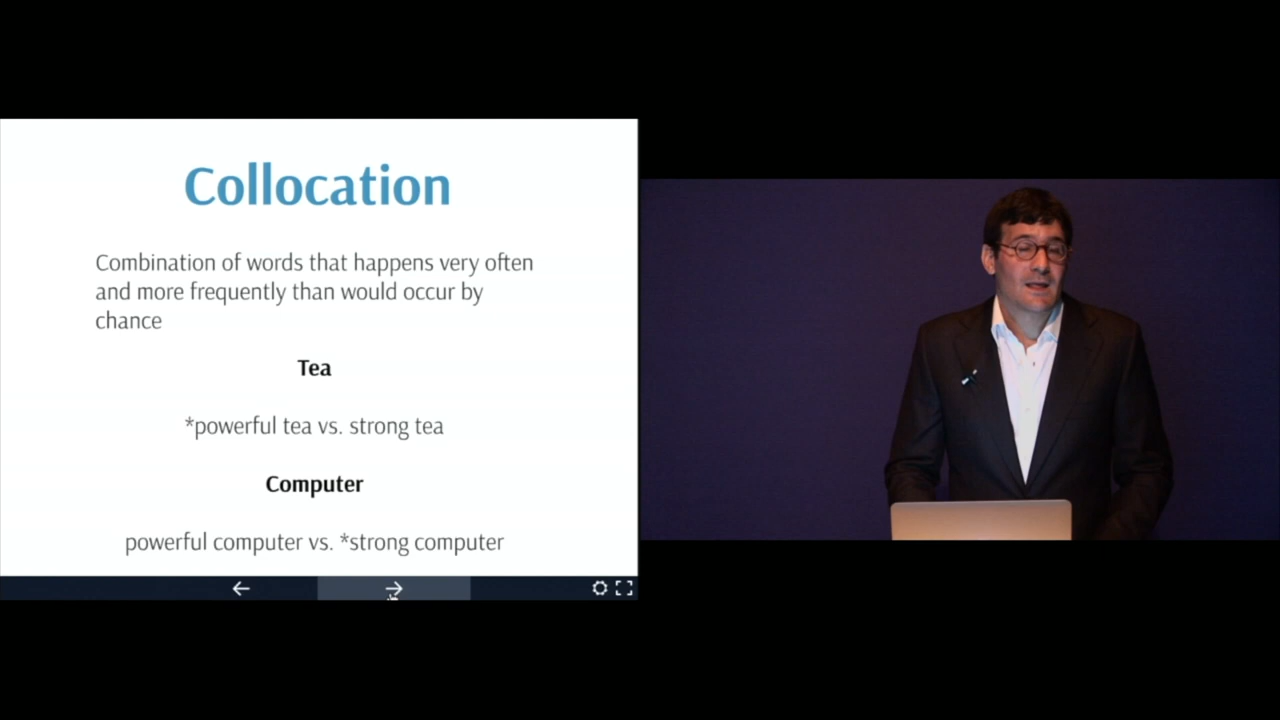 Collocation
Combination of words that happens very often
and more frequently than would occur by
chance
Tea
*powerful tea vs. strong tea
Computer
powerful computer vs. *strong computer